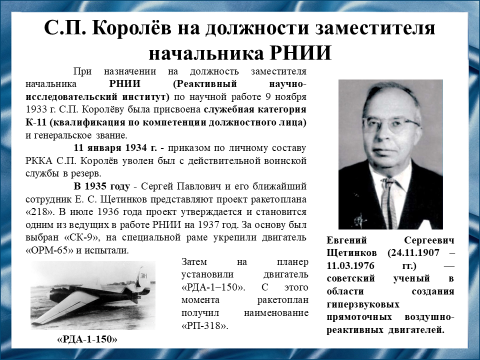 С.П. Королёв на должности заместителя
начальника РНИИ
При назначении на должность заместителя
начальника РНИИ (Реактивный научно-
исследовательский институт) по научной работе 9 ноября
1933 г. С.П. Королёву была присвоена служебная категория
К-11 (квалификация по компетенции должностного лица)
и генеральское звание.
11 января 1934 г. - приказом по личному составу
РККА С.П. Королёв уволен был с действительной воинской
службы в резерв.
В 1935 году - Сергей Павлович и его ближайший
сотрудник Е. С. Щетинков представляют проект ракетоплана
«218». В июле 1936 года проект утверждается и становится
одним из ведущих в работе РНИИ на 1937 год. За основу был
выбран «СК-9», на специальной раме укрепили двигатель
«ОРМ-65» и испытали.
Затем на планер
установили двигатель
«РДА-1–150». С этого
момента ракетоплан
получил наименование
«РП-318».
«РДА-1-150»
Евгений Сергеевич
Щетинков (24.11.1907 –
11.03.1976 гг.) —
советский ученый в
области создания
гиперзвуковых
прямоточных воздушно-
реактивных двигателей.